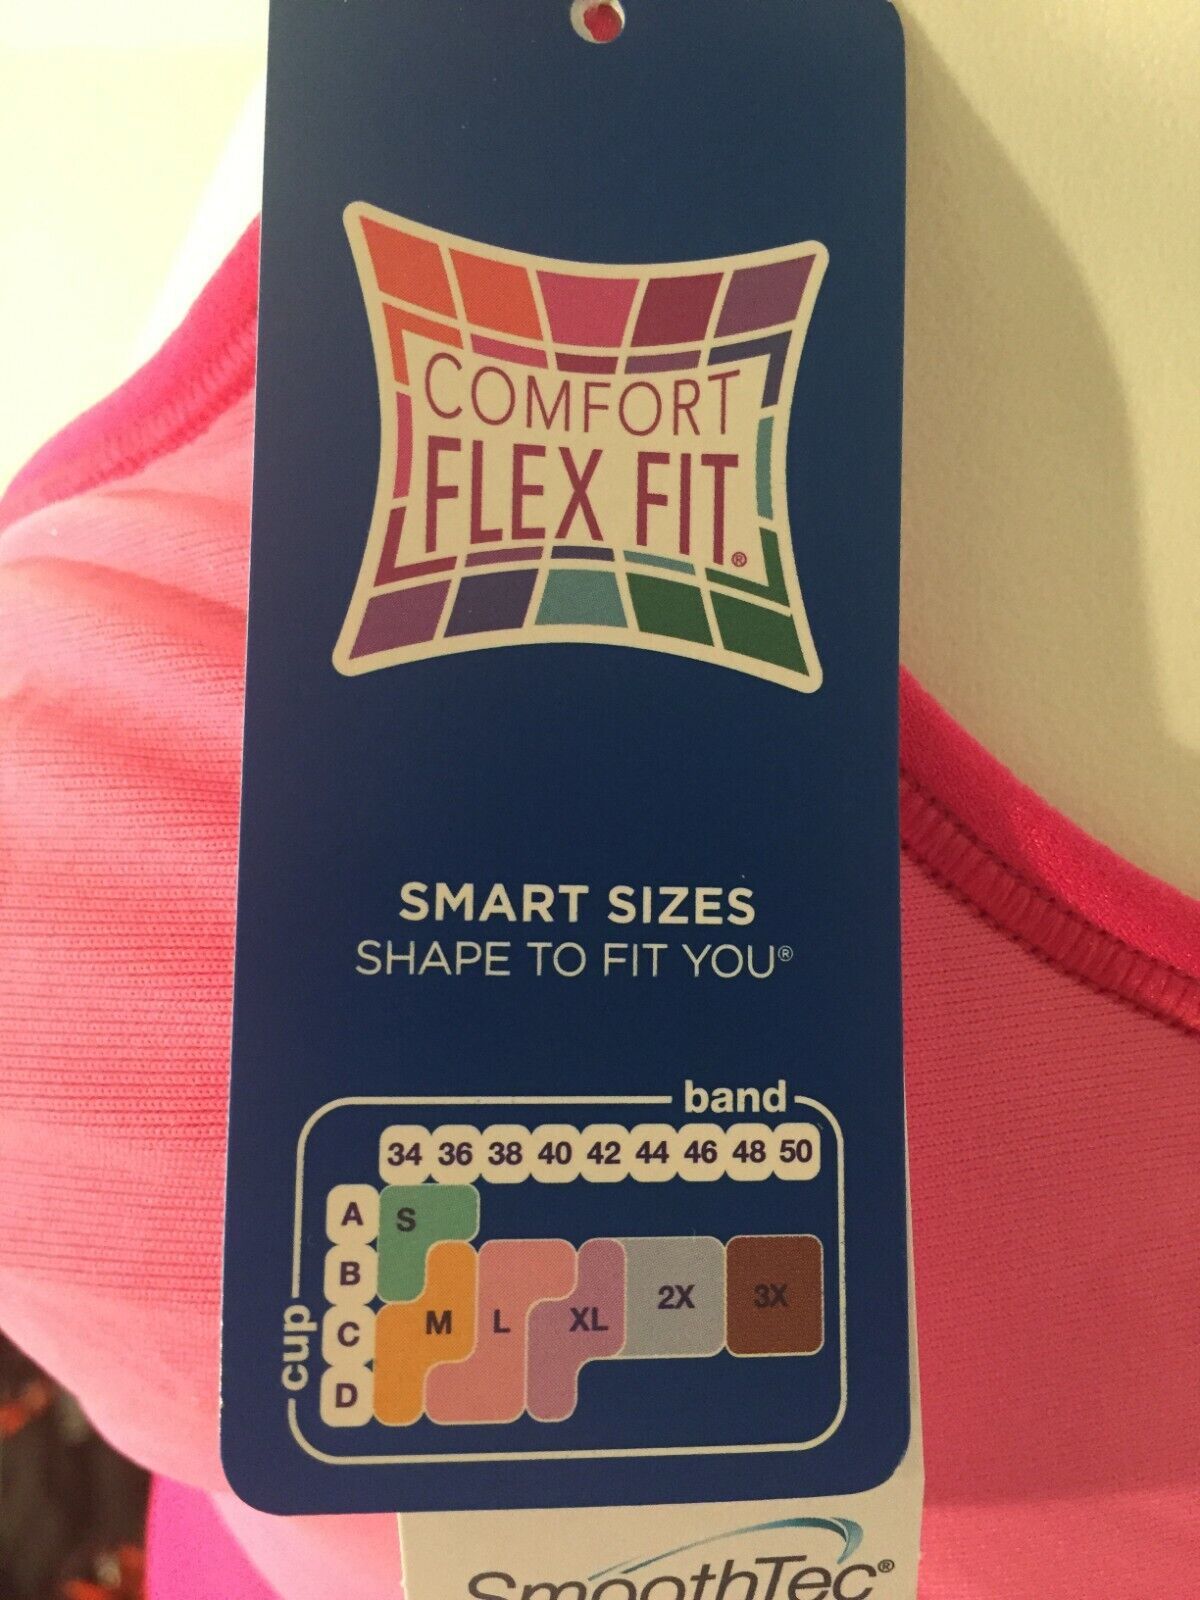 COMFORT
FLEX FIT®
SMART SIZES
SHAPE TO FIT YOU®
band
34 36 38 40 42 44 46 48 50
cup
A S
B
2X 3X
C M L XL
D
SmoothTec®